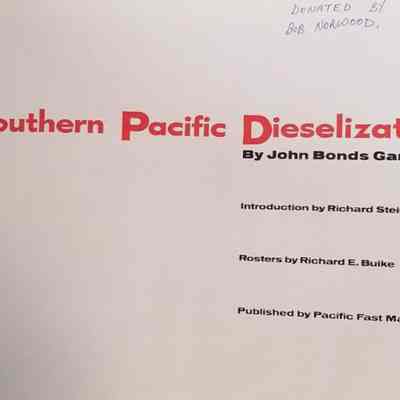 DONATED BY
BOB NORWOOD.
outhern Pacific Dieselizat
By John Bonds Gar
Introduction by Richard Stei
Rosters by Richard E. Buike
Published by Pacific Fast Ma